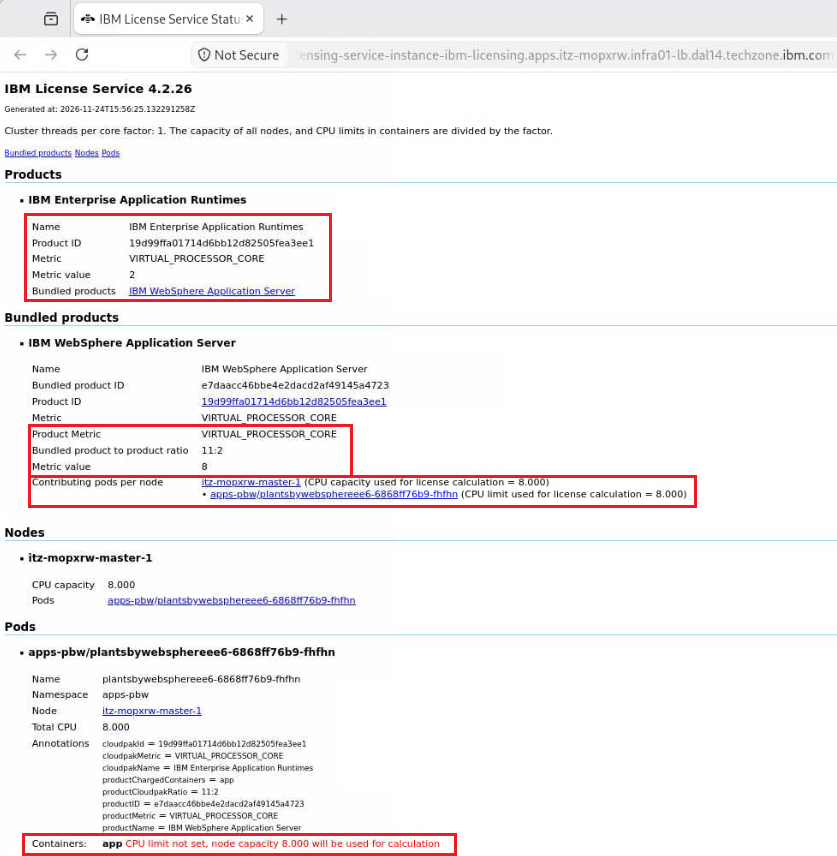 IBM License Service Statu
Not Secure
ensing-service-instance-ibm-licensing.apps.itz-mopxrw.infra01-lb.dal14.techzone.ibm.com
IBM License Service 4.2.26
Generated at: 2026-11-24T15:56:25.132291258Z
Cluster threads per core factor: 1. The capacity of all nodes, and CPU limits in containers are divided by the factor.
Bundled products Nodes Pods
Products
• IBM Enterprise Application Runtimes
Name IBM Enterprise Application Runtimes
Product ID 19d99ffa01714d6bb12d82505fea3ee1
Metric VIRTUAL_PROCESSOR_CORE
Metric value 2
Bundled products IBM WebSphere Application Server
Bundled products
• IBM WebSphere Application Server
Name IBM WebSphere Application Server
Bundled product ID e7daacc46bbe4e2dacd2af49145a4723
Product ID 19d99ffa01714d6bb12d82505fea3ee1
Metric VIRTUAL_PROCESSOR_CORE
Product Metric VIRTUAL_PROCESSOR_CORE
Bundled product to product ratio 11:2
Metric value 8
Contributing pods per node itz-mopxrw-master-1 (CPU capacity used for license calculation = 8.000)
• apps-pbw/plantsbywebsphereee6-6868ff76b9-fhfhn (CPU limit used for license calculation = 8.000)
Nodes
• itz-mopxrw-master-1
CPU capacity 8.000
Pods apps-pbw/plantsbywebsphereee6-6868ff76b9-fhfhn
Pods
• apps-pbw/plantsbywebsphereee6-6868ff76b9-fhfhn
Name plantsbywebsphereee6-6868ff76b9-fhfhn
Namespace apps-pbw
Node itz-mopxrw-master-1
Total CPU 8.000
Annotations cloudpakId = 19d99ffa01714d6bb12d82505fea3ee1
cloudpakMetric = VIRTUAL_PROCESSOR_CORE
cloudpakName = IBM Enterprise Application Runtimes
productChargedContainers = app
productCloudpakRatio = 11:2
productID = e7daacc46bbe4e2dacd2af49145a4723
productMetric = VIRTUAL_PROCESSOR_CORE
productName = IBM WebSphere Application Server
Containers: app CPU limit not set, node capacity 8.000 will be used for calculation